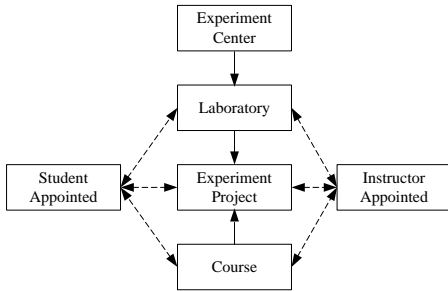 Experiment
Center
Laboratory
Student
Appointed
Experiment
Project
Instructor
Appointed
Course